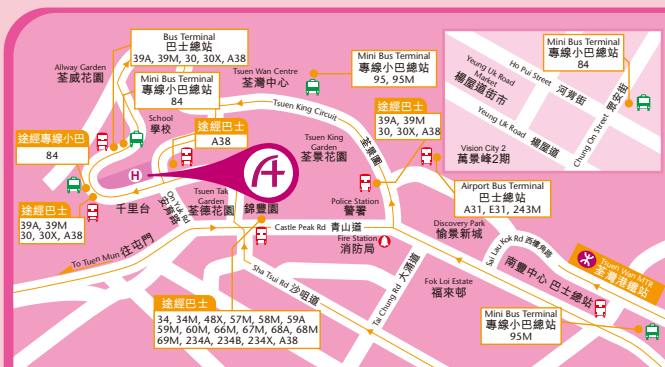 Bus Terminal
巴士總站
39A, 39M, 30, 30X, A38
Allway Garden
荃威花園
Mini Bus Terminal
專線小巴總站
84
School
學校
途經專線小巴
84
途經巴士
39A, 39M
30, 30X, A38
途經巴士
A38
H
千里台
On Yuk Rd
安育路
Tsuen Tak
Garden
荃德花園
錦豐園
To Tuen Mun 往屯門
Castle Peak Rd 青山道
Sha Tsui Rd 沙咀道
途經巴士
34, 34M, 48X, 57M, 58M, 59A
59M, 60M, 66M, 67M, 68A, 68M
69M, 234A, 234B, 234X, A38
Tsuen Wan Centre
荃灣中心
Tsuen King Circuit
荃景圍
Mini Bus Terminal
專線小巴總站
95, 95M
途經巴士
39A, 39M
30, 30X, A38
Tsuen King
Garden
荃景花園
Police Station
警署
Fire Station
消防局
Tai Chung Rd 大涌道
Fok Loi Estate
福來邨
Airport Bus Terminal
巴士總站
A31, E31, 243M
Discovery Park
愉景新城
Sai Lau Kok Rd 西樓角路
Tsuen Wan MTR
荃灣港鐵站
南豐中心 巴士總站
Mini Bus Terminal
專線小巴總站
95M
Mini Bus Terminal
專線小巴總站
84
Yeung Uk Road
Market
楊屋道街市
Ho Pui Street 河背街
Yeung Uk Road 楊屋道
Chung On Street 眾安街
Vision City 2
萬景峰2期